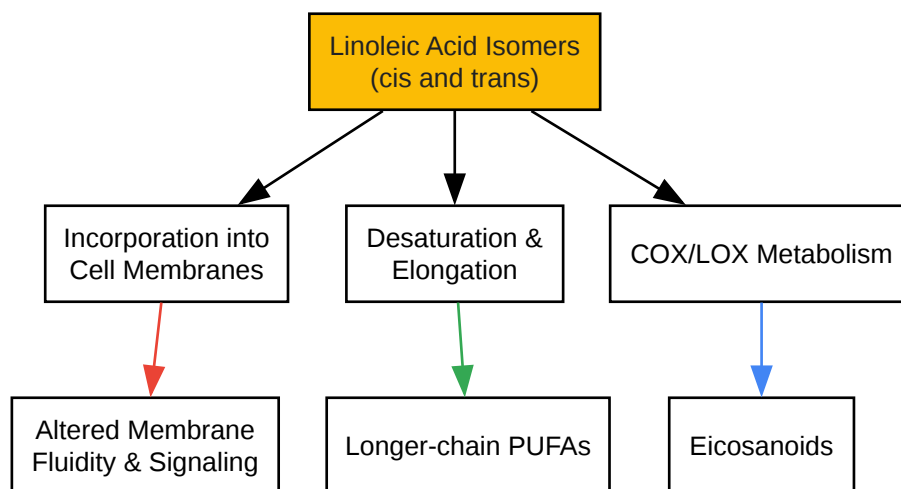 Linoleic Acid Isomers
(cis and trans)
Incorporation into
Cell Membranes
Desaturation &
Elongation
COX/LOX Metabolism
Altered Membrane
Fluidity & Signaling
Longer-chain PUFAs
Eicosanoids